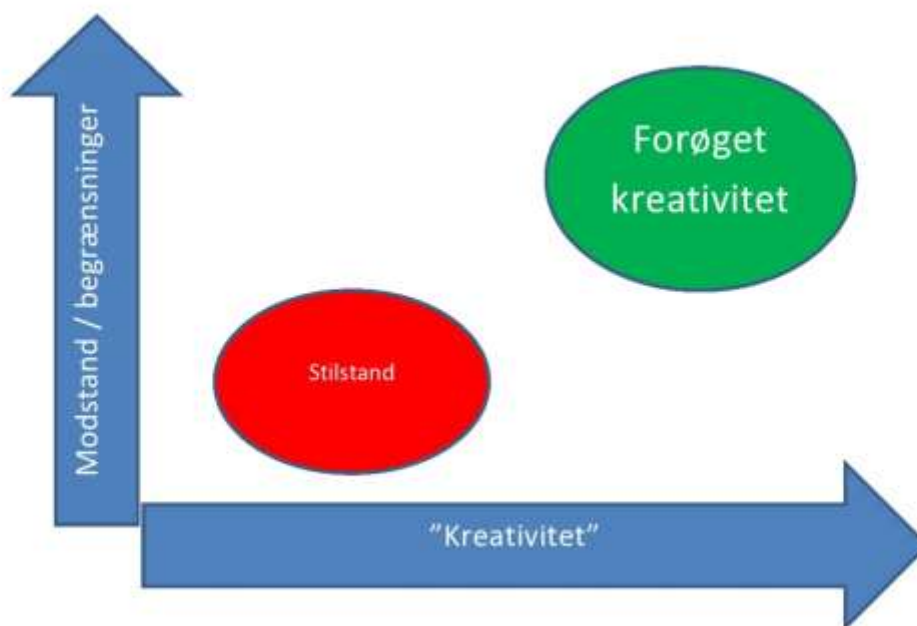 Modstand / begrænsninger
Forøget
kreativitet
Stilstand
”Kreativitet”